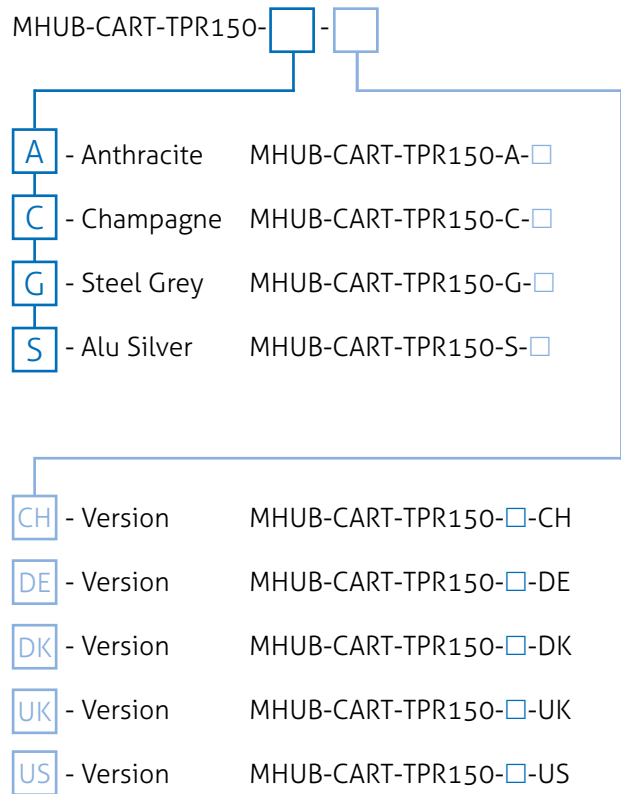 MHUB-CART-TPR150-☐-☐
A - Anthracite MHUB-CART-TPR150-A-☐
C - Champagne MHUB-CART-TPR150-C-☐
G - Steel Grey MHUB-CART-TPR150-G-☐
S - Alu Silver MHUB-CART-TPR150-S-☐
CH - Version MHUB-CART-TPR150-☐-CH
DE - Version MHUB-CART-TPR150-☐-DE
DK - Version MHUB-CART-TPR150-☐-DK
UK - Version MHUB-CART-TPR150-☐-UK
US - Version MHUB-CART-TPR150-☐-US